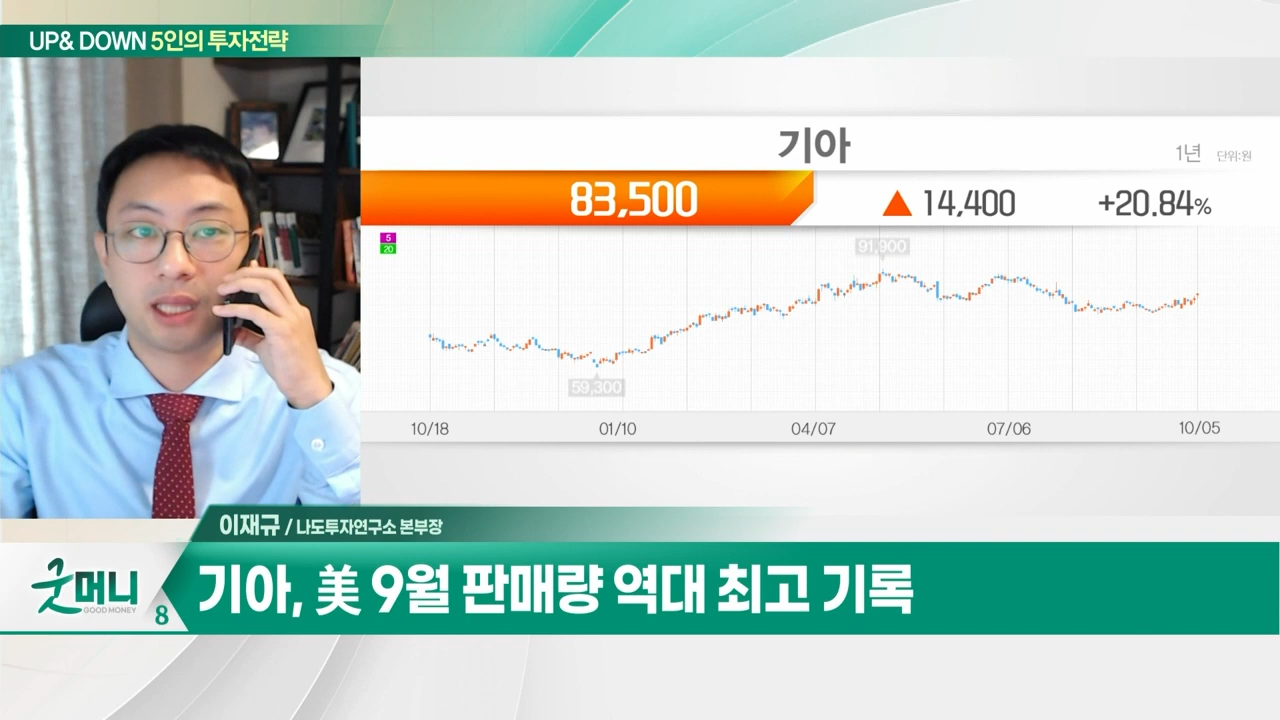 UP& DOWN 5인의 투자전략
기아
1년 단위:원
83,500 ▲ 14,400 +20.84%
5
20
91,900
59,300
10/18 01/10 04/07 07/06 10/05
이재규 / 나도투자연구소 본부장
굿머니
GOOD MONEY
8
기아, 美 9월 판매량 역대 최고 기록